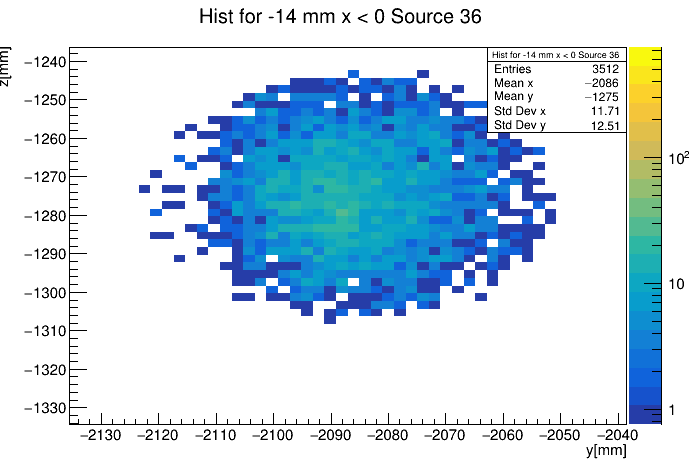 Hist for -14 mm x < 0 Source 36
z[mm]
Hist for -14 mm x < 0 Source 36
Entries 3512
Mean x −2086
Mean y −1275
Std Dev x 11.71
Std Dev y 12.51
−1240
−1250
−1260
−1270
−1280
−1290
−1300
−1310
−1320
−1330
10²
10
1
−2130 −2120 −2110 −2100 −2090 −2080 −2070 −2060 −2050 −2040
y[mm]